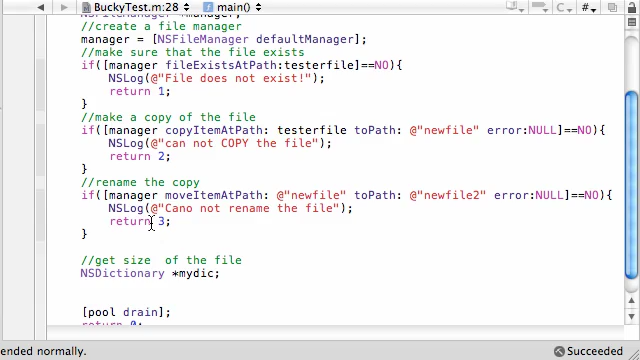 BuckyTest.m:28 main()
NSFileManager *manager;
//create a file manager
manager = [NSFileManager defaultManager];
//make sure that the file exists
if([manager fileExistsAtPath:testerfile]==NO){
NSLog(@"File does not exist!");
return 1;
}
//make a copy of the file
if([manager copyItemAtPath: testerfile toPath: @"newfile" error:NULL]==NO){
NSLog(@"can not COPY the file");
return 2;
}
//rename the copy
if([manager moveItemAtPath: @"newfile" toPath: @"newfile2" error:NULL]==NO){
NSLog(@"Cano not rename the file");
return 3;
}
//get size  of the file
NSDictionary *mydic;
[pool drain];
return 0;
ended normally.
Succeeded